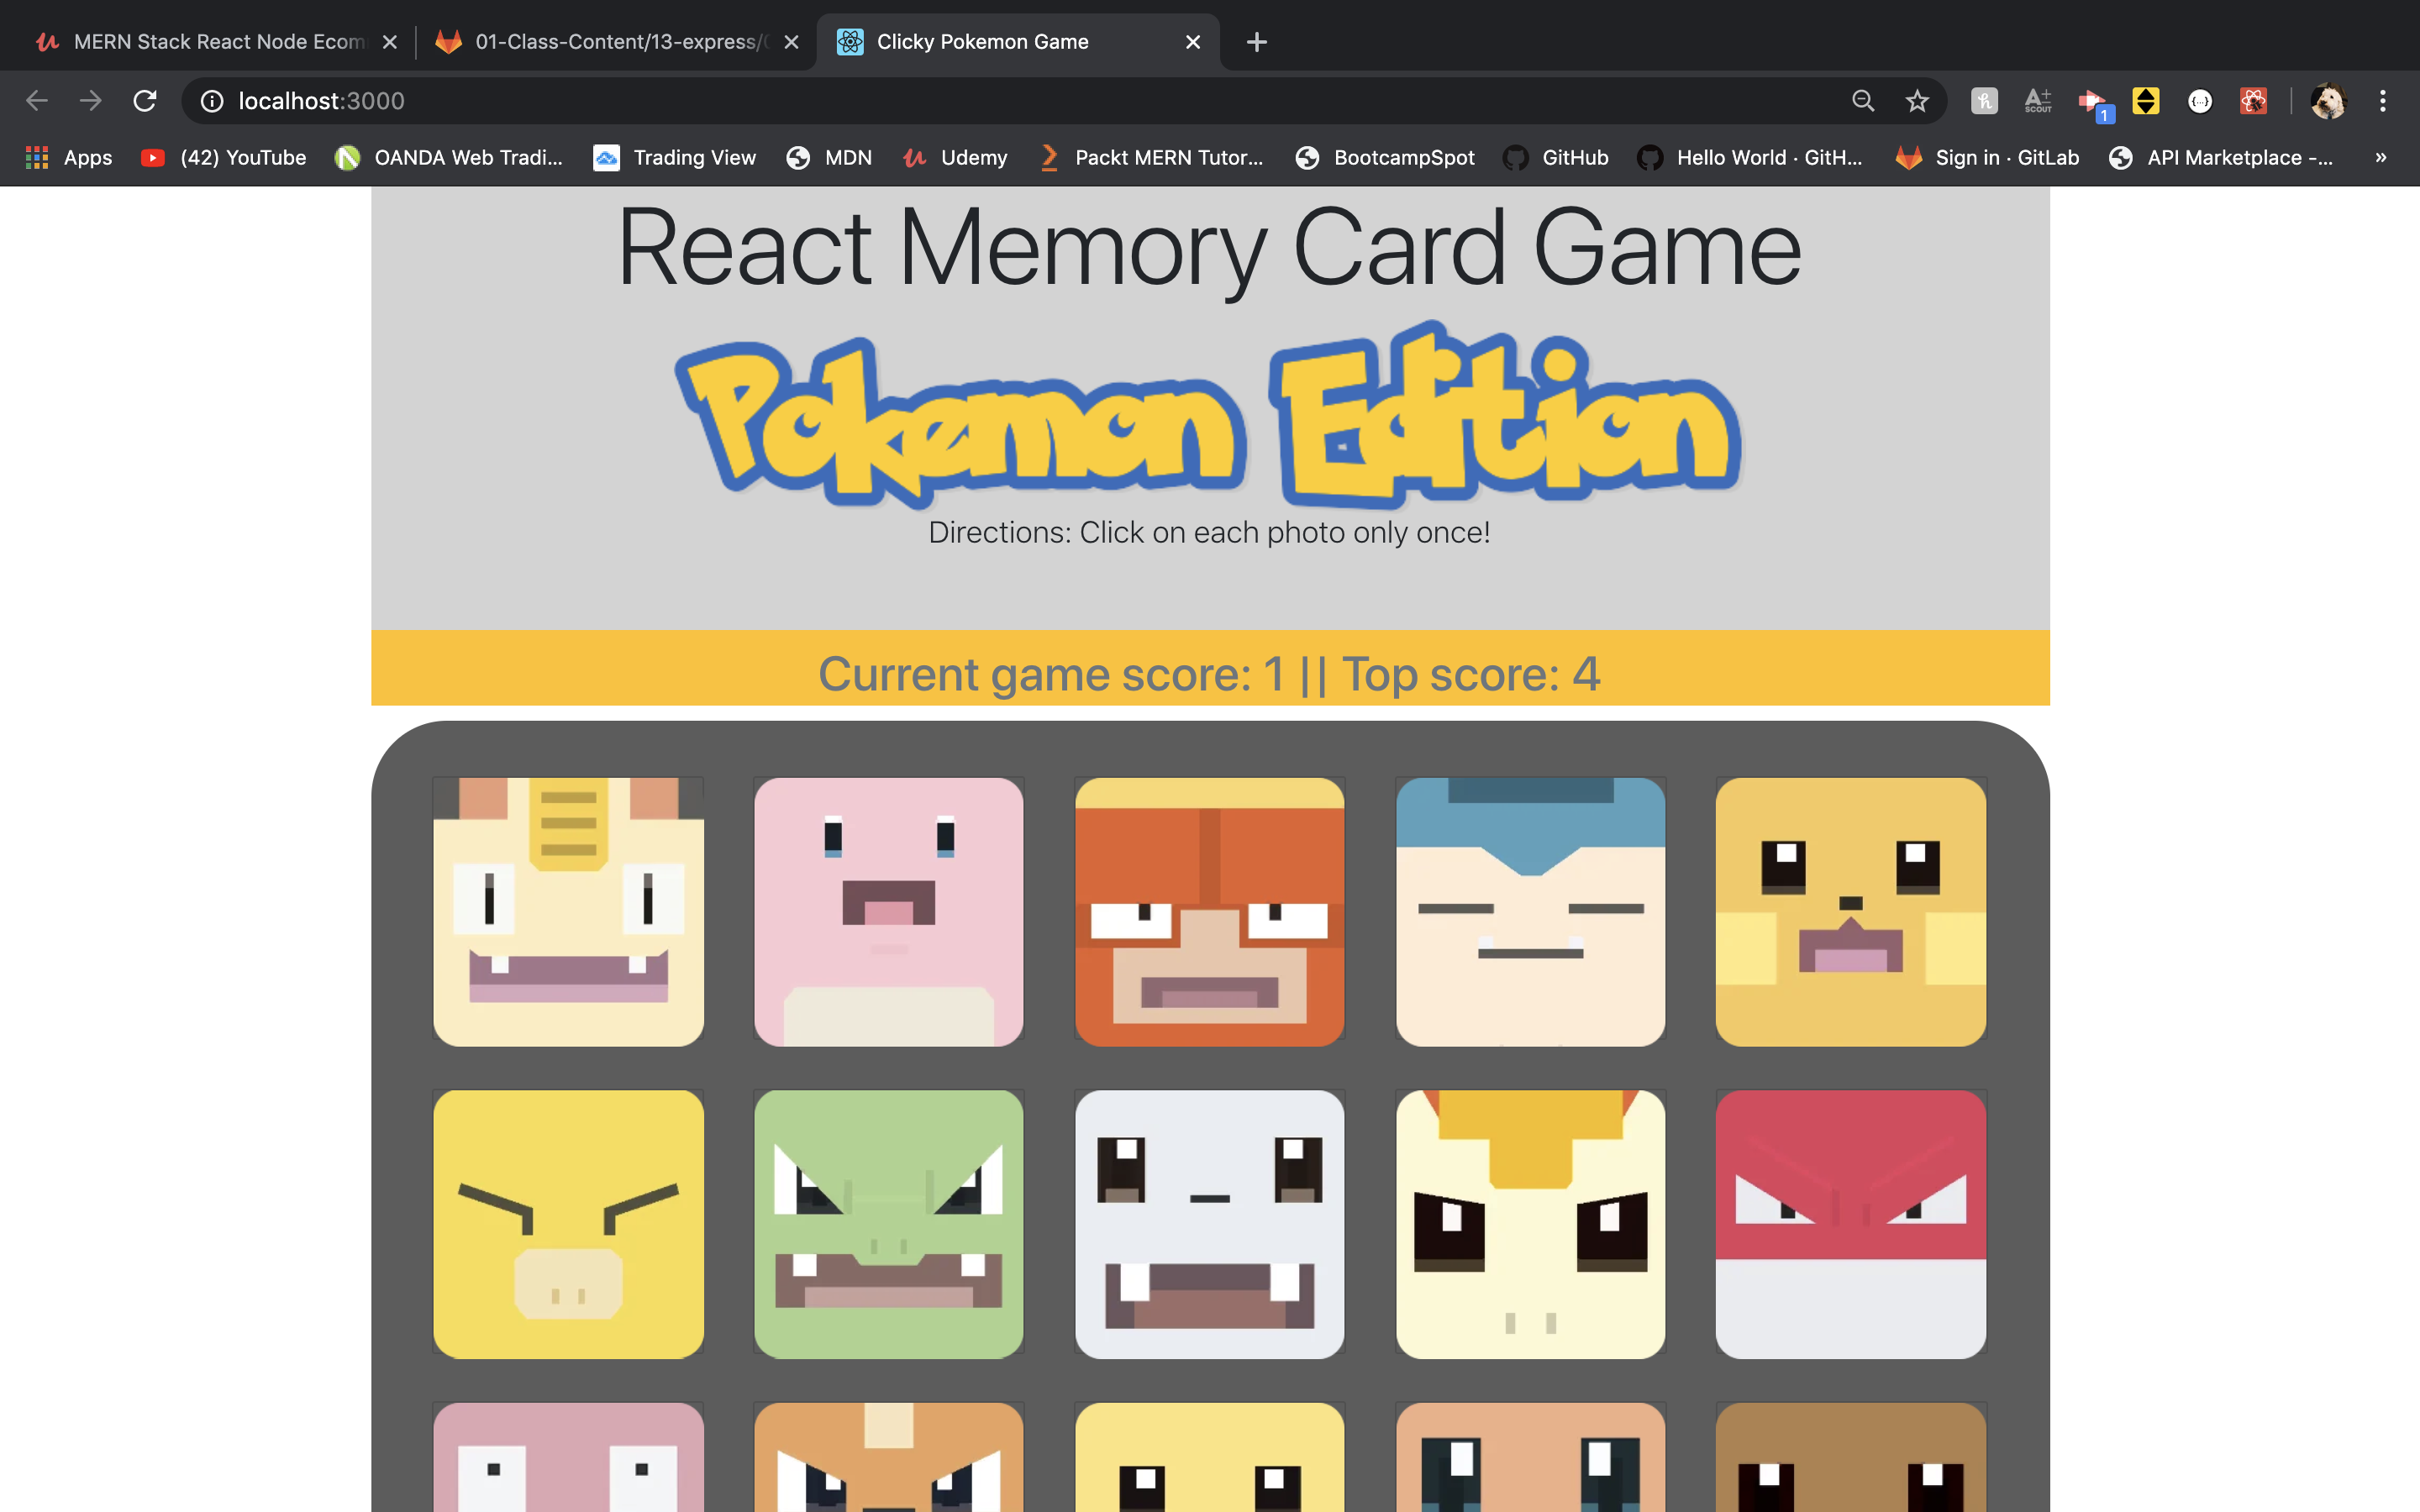 MERN Stack React Node Ecom
01-Class-Content/13-express/
Clicky Pokemon Game
localhost:3000
A+ SCOUT
1
Apps
(42) YouTube
OANDA Web Tradi...
Trading View
MDN
Udemy
Packt MERN Tutor...
BootcampSpot
GitHub
Hello World · GitH...
Sign in · GitLab
API Marketplace -...
»
React Memory Card Game
Pokemon Edition
Directions: Click on each photo only once!
Current game score: 1 || Top score: 4